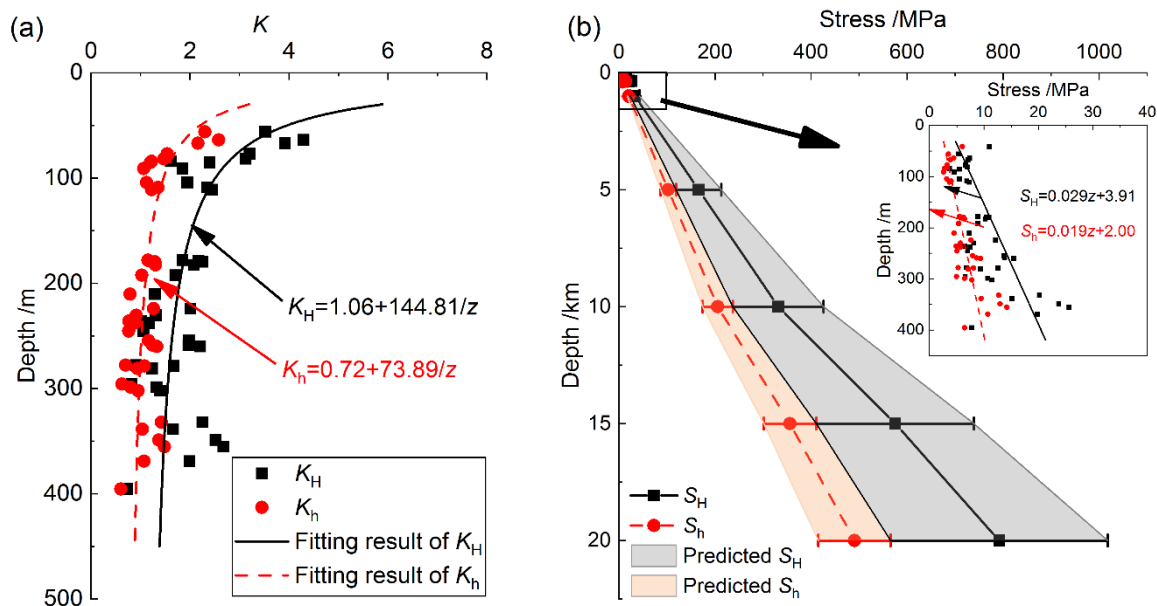 (a)
K
0 2 4 6 8
0
100
200
300
400
500
Depth /m
K_H=1.06+144.81/z
K_h=0.72+73.89/z
K_H
K_h
Fitting result of K_H
Fitting result of K_h
(b)
Stress /MPa
0 200 400 600 800 1000
0
5
10
15
20
Depth /km
S_H
S_h
Predicted S_H
Predicted S_h
Stress /MPa
0 10 20 30 40
0
100
200
300
400
Depth /m
S_H=0.029z+3.91
S_h=0.019z+2.00